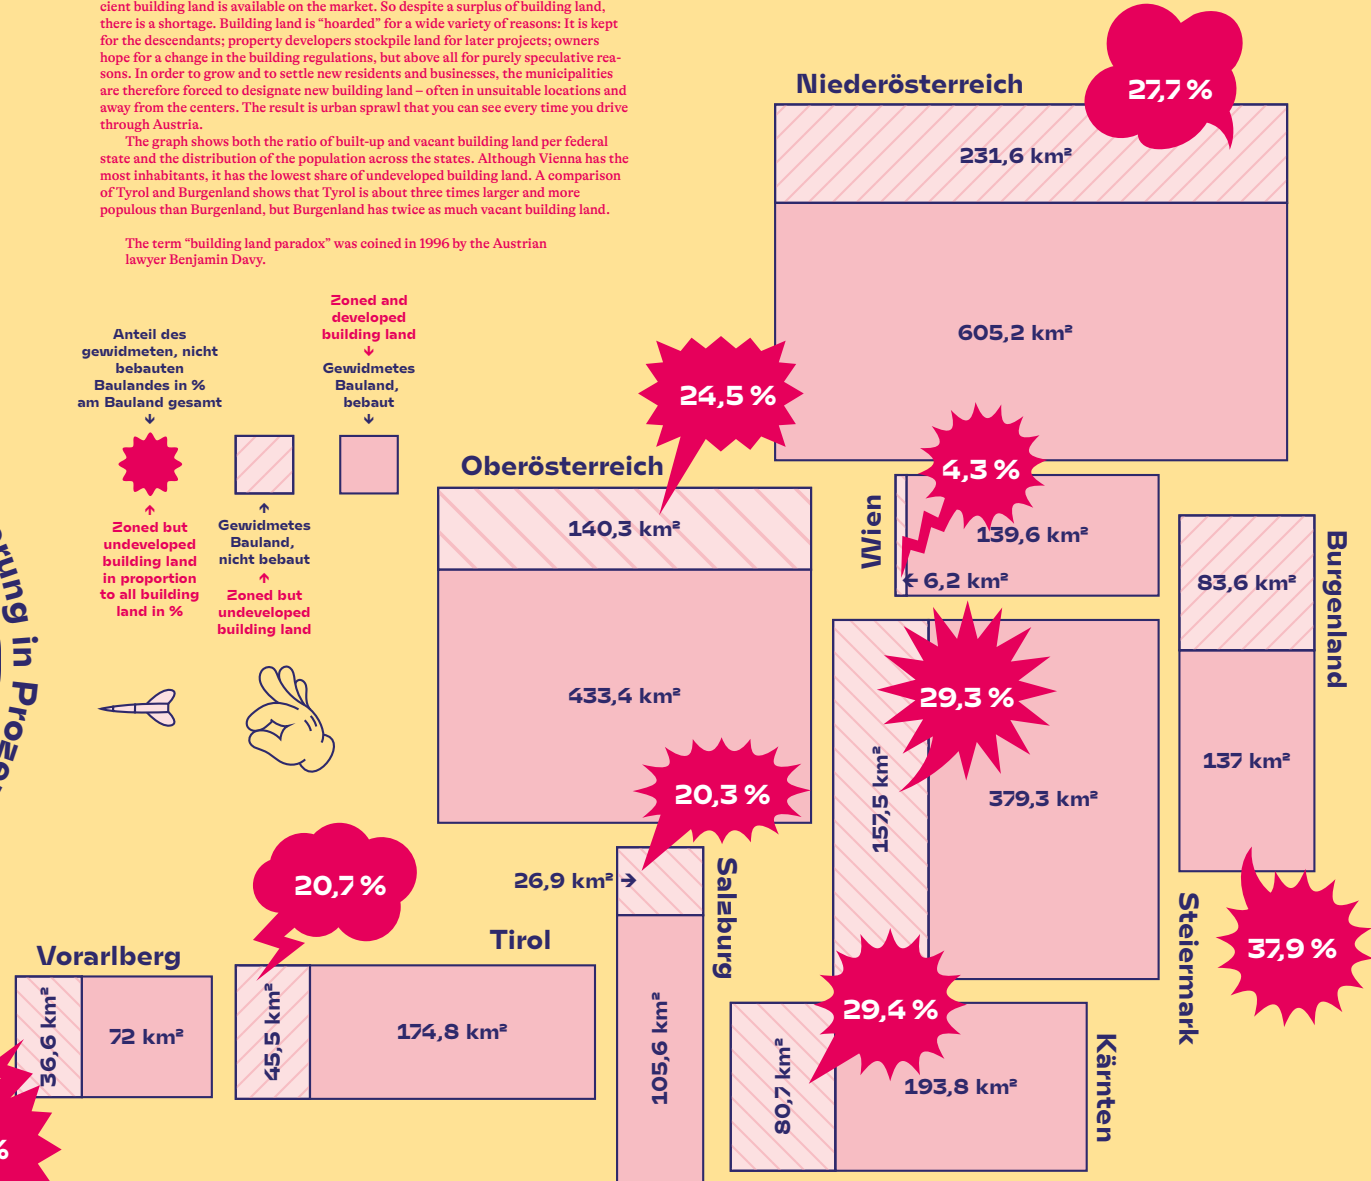 cient building land is available on the market. So despite a surplus of building land,
there is a shortage. Building land is “hoarded” for a wide variety of reasons: It is kept
for the descendants; property developers stockpile land for later projects; owners
hope for a change in the building regulations, but above all for purely speculative rea-
sons. In order to grow and to settle new residents and businesses, the municipalities
are therefore forced to designate new building land – often in unsuitable locations and
away from the centers. The result is urban sprawl that you can see every time you drive
through Austria.
The graph shows both the ratio of built-up and vacant building land per federal
state and the distribution of the population across the states. Although Vienna has the
most inhabitants, it has the lowest share of undeveloped building land. A comparison
of Tyrol and Burgenland shows that Tyrol is about three times larger and more
populous than Burgenland, but Burgenland has twice as much vacant building land.
The term “building land paradox” was coined in 1996 by the Austrian
lawyer Benjamin Davy.
Anteil des
gewidmeten, nicht
bebauten
Baulandes in %
am Bauland gesamt
↓
↑
Zoned but
undeveloped
building land
in proportion
to all building
land in %
↑
Gewidmetes
Bauland,
nicht bebaut
↑
Zoned but
undeveloped
building land
Zoned and
developed
building land
↓
Gewidmetes
Bauland,
bebaut
↓
Niederösterreich
27,7 %
231,6 km²
605,2 km²
24,5 %
Oberösterreich
140,3 km²
433,4 km²
4,3 %
Wien
139,6 km²
← 6,2 km²
Burgenland
83,6 km²
137 km²
37,9 %
29,3 %
157,5 km²
379,3 km²
Steiermark
20,3 %
26,9 km² →
Salzburg
105,6 km²
20,7 %
Tirol
45,5 km²
174,8 km²
Vorarlberg
36,6 km²
72 km²
%
29,4 %
80,7 km²
193,8 km²
Kärnten
rung in Proze